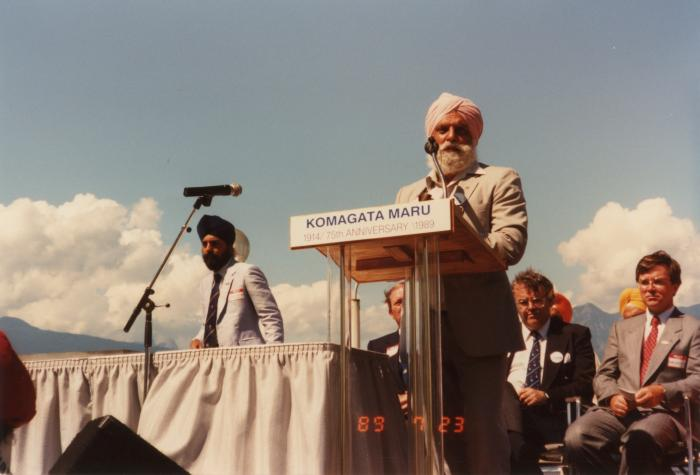 KOMAGATA MARU
1914/75th ANNIVERSARY/1989
89 7 23